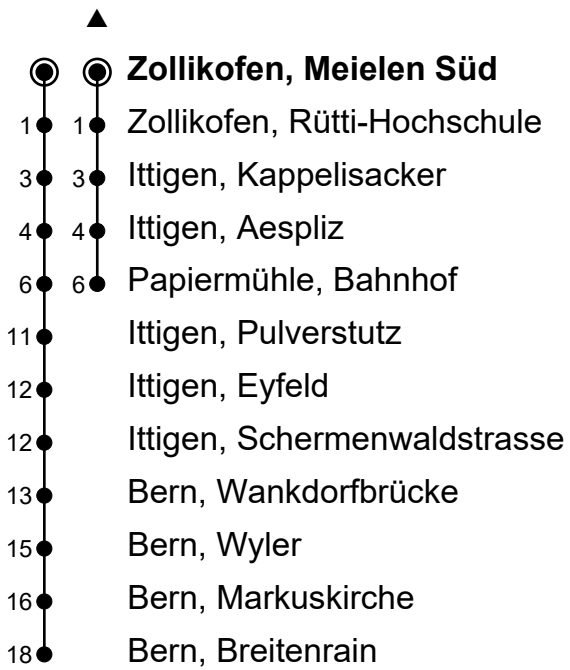 ▲
Zollikofen, Meielen Süd
1 1 Zollikofen, Rütti-Hochschule
3 3 Ittigen, Kappelisacker
4 4 Ittigen, Aespliz
6 6 Papiermühle, Bahnhof
11 Ittigen, Pulverstutz
12 Ittigen, Eyfeld
12 Ittigen, Schermenwaldstrasse
13 Bern, Wankdorfbrücke
15 Bern, Wyler
16 Bern, Markuskirche
18 Bern, Breitenrain